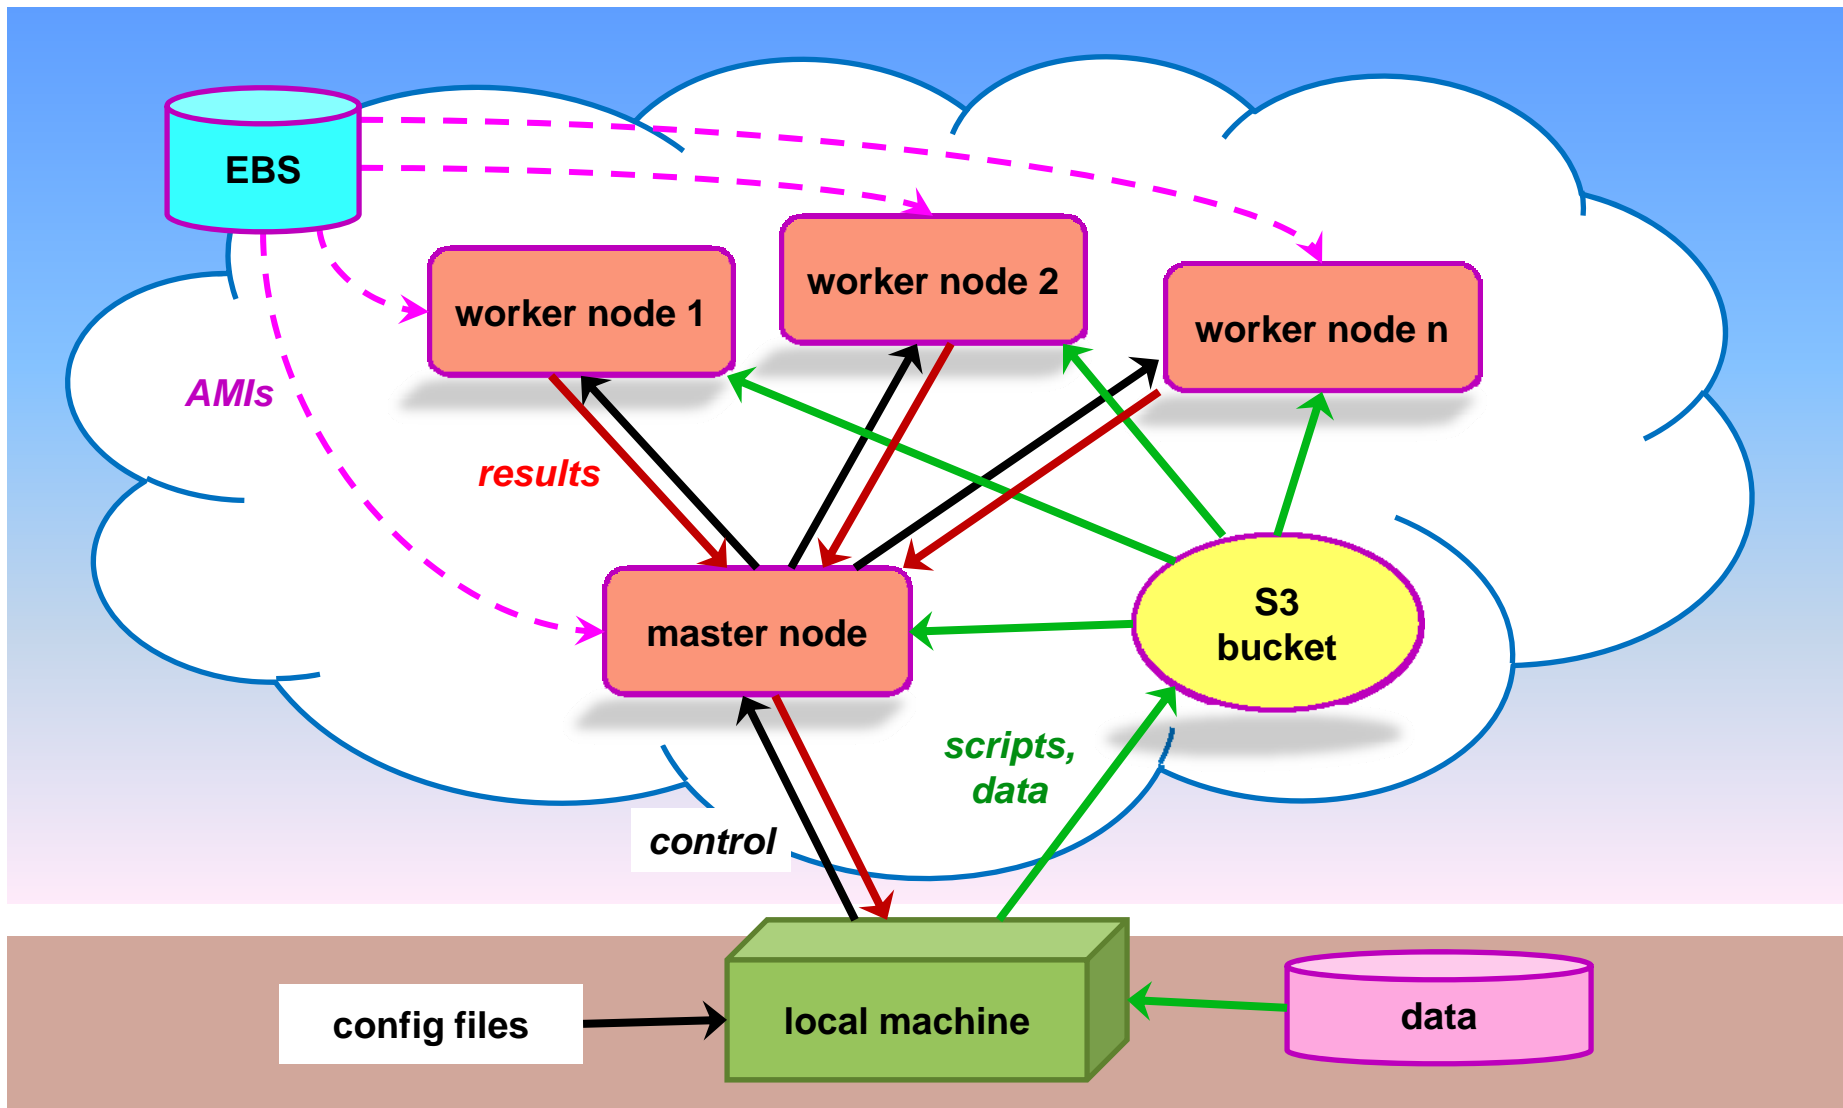 EBS
worker node 1
worker node 2
worker node n
AMIs
results
master node
S3
bucket
scripts,
data
control
config files
local machine
data